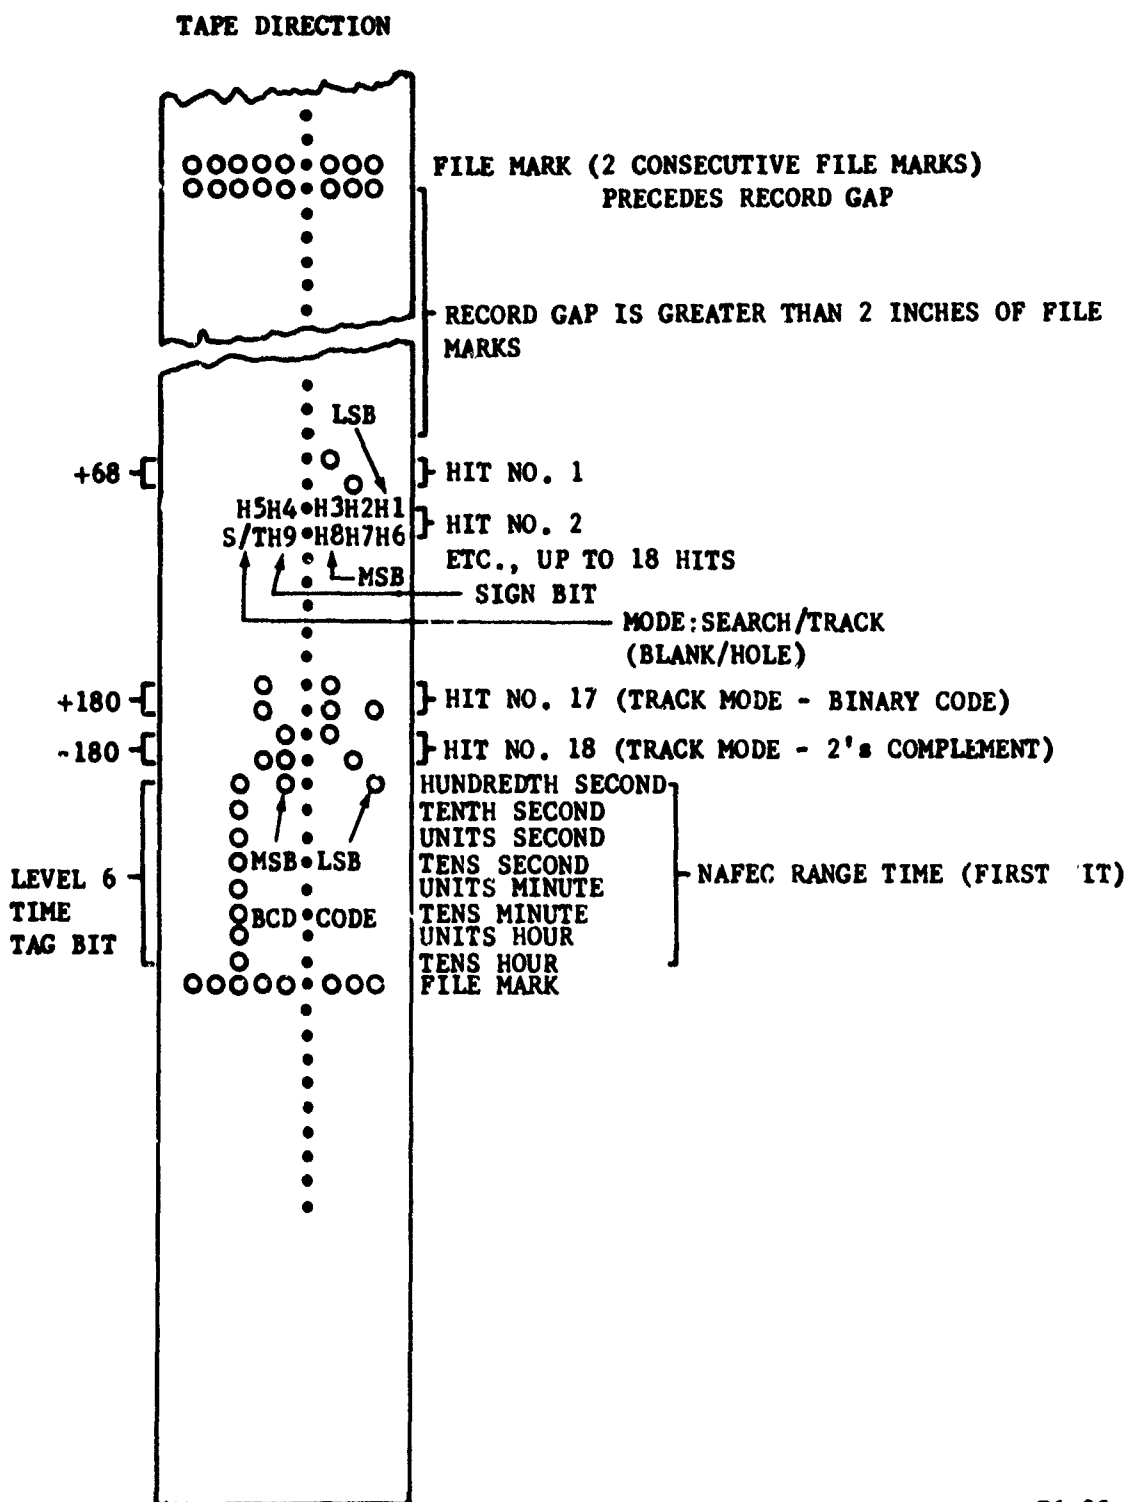 TAPE DIRECTION
FILE MARK (2 CONSECUTIVE FILE MARKS)
PRECEDES RECORD GAP
RECORD GAP IS GREATER THAN 2 INCHES OF FILE
MARKS
LSB
+68
HIT NO. 1
H5H4 H3H2H1
S/TH9 H8H7H6
HIT NO. 2
ETC., UP TO 18 HITS
MSB
SIGN BIT
MODE:SEARCH/TRACK
(BLANK/HOLE)
+180
HIT NO. 17 (TRACK MODE - BINARY CODE)
-180
HIT NO. 18 (TRACK MODE - 2's COMPLEMENT)
HUNDREDTH SECOND
TENTH SECOND
UNITS SECOND
MSB LSB
TENS SECOND
UNITS MINUTE
BCD CODE
TENS MINUTE
UNITS HOUR
TENS HOUR
FILE MARK
LEVEL 6
TIME
TAG BIT
NAFEC RANGE TIME (FIRST IT)